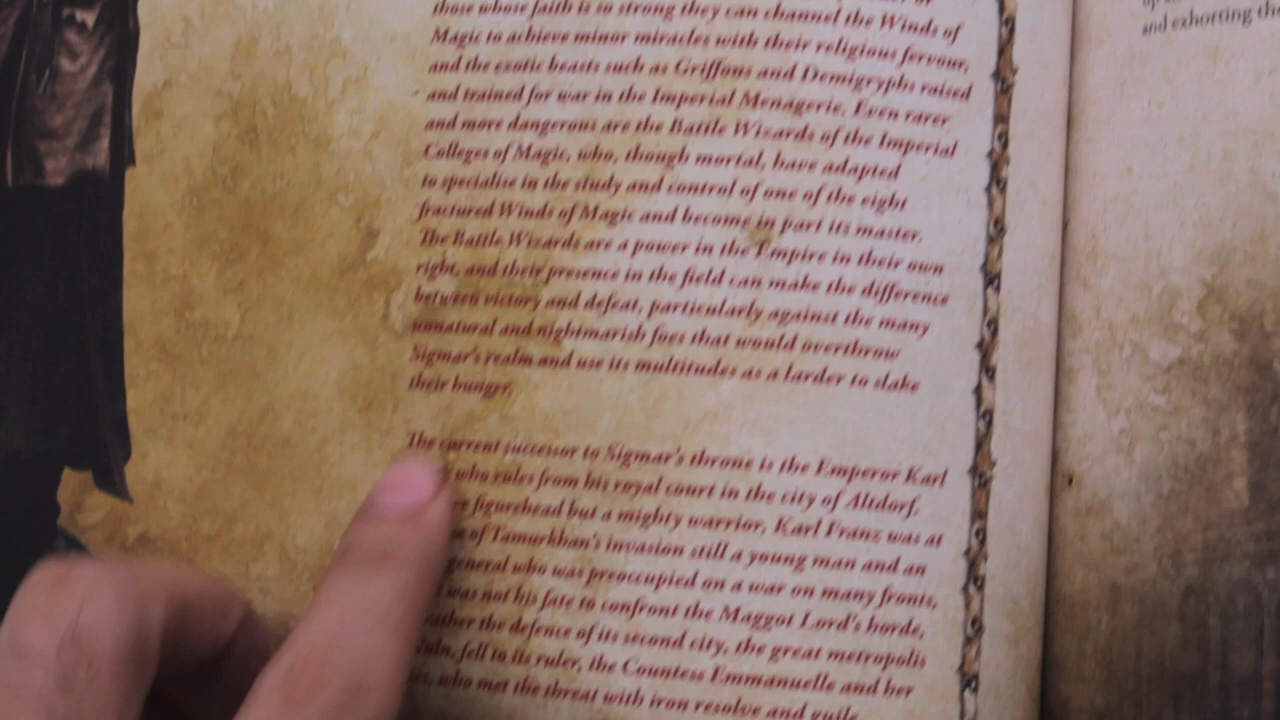 those whose faith is so strong they can channel the Winds of
Magic to achieve minor miracles with their religious fervour,
and the exotic beasts such as Griffons and Demigryphs raised
and trained for war in the Imperial Menagerie. Even rarer
and more dangerous are the Battle Wizards of the Imperial
Colleges of Magic, who, though mortal, have adapted
to specialise in the study and control of one of the eight
fractured Winds of Magic and become in part its master.
The Battle Wizards are a power in the Empire in their own
right, and their presence in the field can make the difference
between victory and defeat, particularly against the many
unnatural and nightmarish foes that would overthrow
Sigmar's realm and use its multitudes as a larder to slake
their hunger.
The current successor to Sigmar's throne is the Emperor Karl
who rules from his royal court in the city of Altdorf.
figurehead but a mighty warrior, Karl Franz was at
of Tamurkhan's invasion still a young man and an
general who was preoccupied on a war on many fronts,
was not his fate to confront the Maggot Lord's horde,
rather the defence of its second city, the great metropolis
fell to its ruler, the Countess Emmanuelle and her
who met the threat with iron resolve and guile
and exhorting